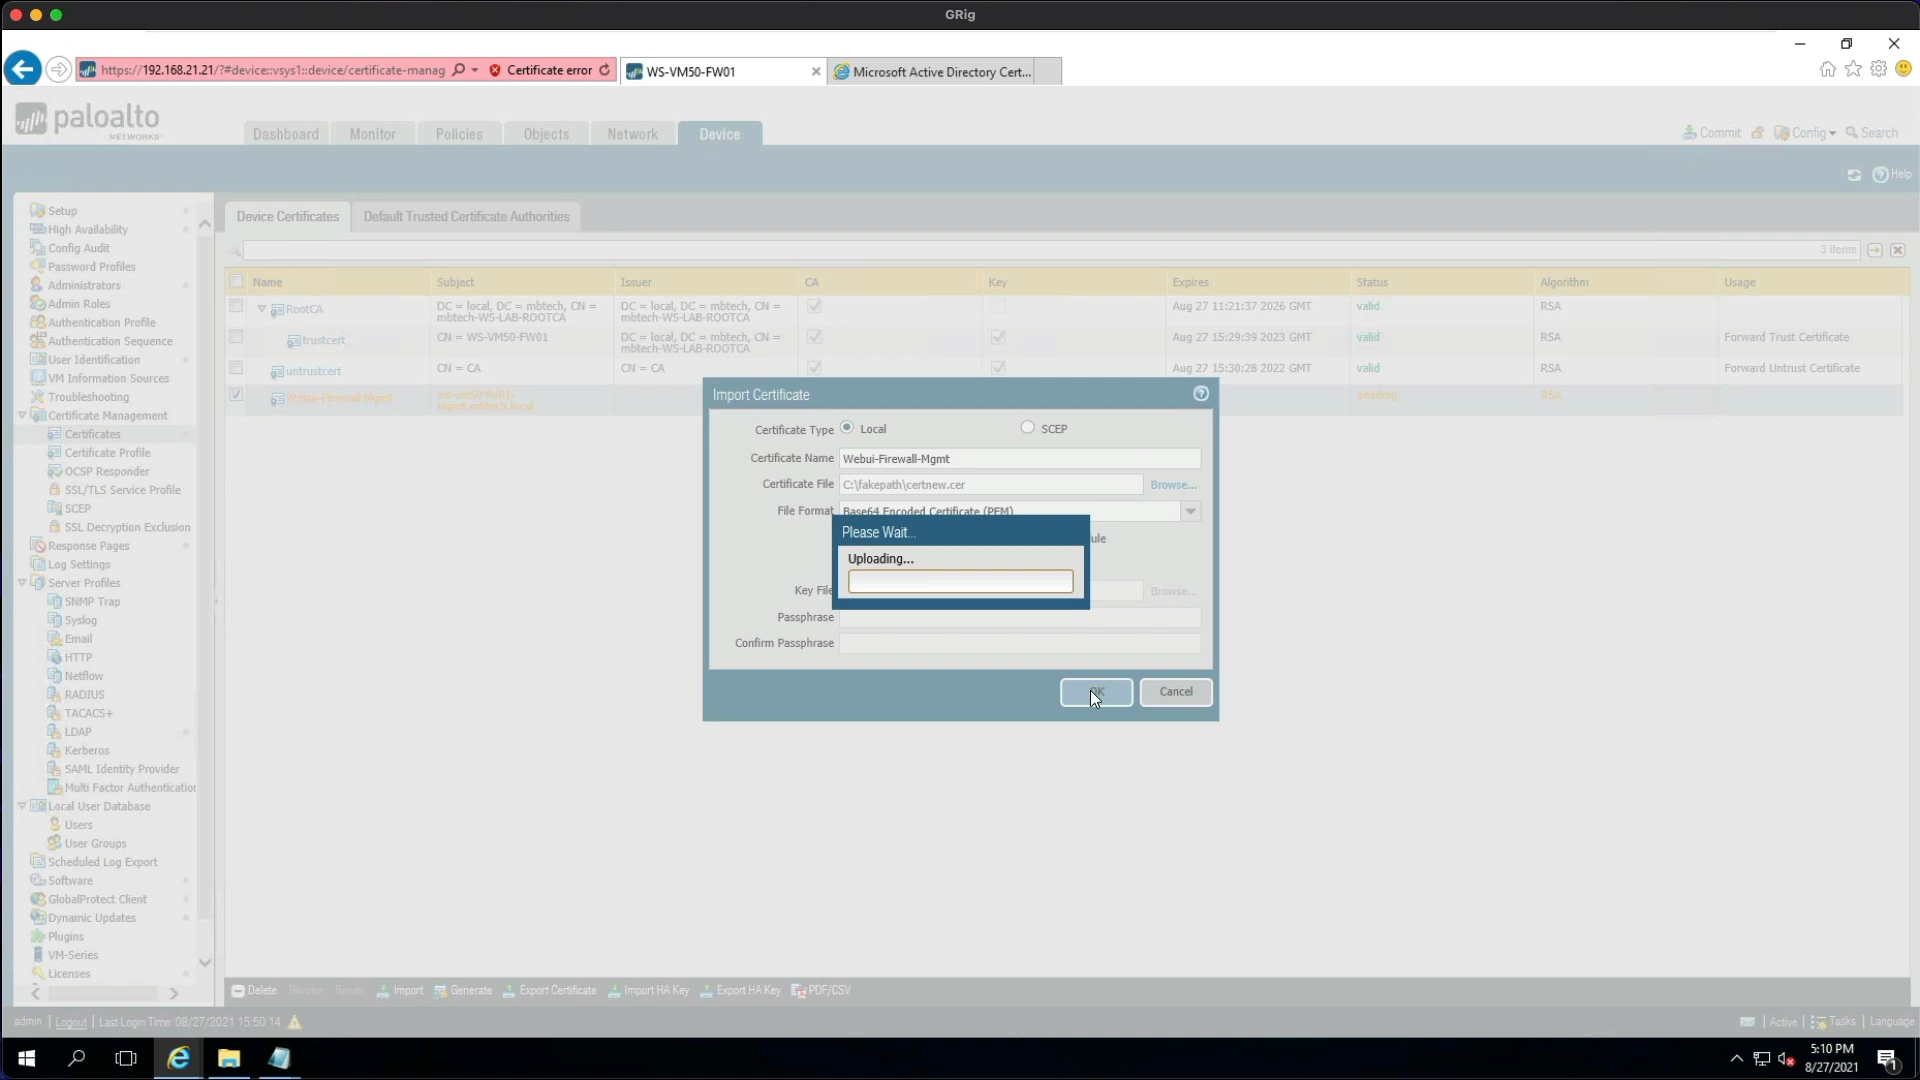 GRig
https://192.168.21.21/?#device::vsys1::device/certificate-manag
Certificate error
WS-VM50-FW01
Microsoft Active Directory Cert...
paloalto
NETWORKS
Dashboard
Monitor
Policies
Objects
Network
Device
Commit
Config
Search
Help
Setup
High Availability
Config Audit
Password Profiles
Administrators
Admin Roles
Authentication Profile
Authentication Sequence
User Identification
VM Information Sources
Troubleshooting
Certificate Management
Certificates
Certificate Profile
OCSP Responder
SSL/TLS Service Profile
SCEP
SSL Decryption Exclusion
Response Pages
Log Settings
Server Profiles
SNMP Trap
Syslog
Email
HTTP
Netflow
RADIUS
TACACS+
LDAP
Kerberos
SAML Identity Provider
Multi Factor Authentication
Local User Database
Users
User Groups
Scheduled Log Export
Software
GlobalProtect Client
Dynamic Updates
Plugins
VM-Series
Licenses
Device Certificates
Default Trusted Certificate Authorities
3 items
Name Subject Issuer CA Key Expires Status Algorithm Usage
RootCA
DC = local, DC = mbtech, CN =
mbtech-WS-LAB-ROOTCA
DC = local, DC = mbtech, CN =
mbtech-WS-LAB-ROOTCA
Aug 27 11:21:37 2026 GMT
valid
RSA
trustcert
CN = WS-VM50-FW01
DC = local, DC = mbtech, CN =
mbtech-WS-LAB-ROOTCA
Aug 27 15:29:39 2023 GMT
valid
RSA
Forward Trust Certificate
untrustcert
CN = CA
CN = CA
Aug 27 15:30:28 2022 GMT
valid
RSA
Forward Untrust Certificate
Webui-Firewall-Mgmt
ws-vm50-fw01-
mgmt.mbtech.local
pending
RSA
Import Certificate
Certificate Type
Local
SCEP
Certificate Name
Webui-Firewall-Mgmt
Certificate File
C:\fakepath\certnew.cer
Browse...
File Format
Base64 Encoded Certificate (PEM)
Please Wait...
Uploading...
Key File
Browse...
Passphrase
Confirm Passphrase
OK
Cancel
Delete
Revoke
Renew
Import
Generate
Export Certificate
Import HA Key
Export HA Key
PDF/CSV
admin
Logout
Last Login Time: 08/27/2021 15:50:14
Active
Tasks
Language
5:10 PM
8/27/2021
1